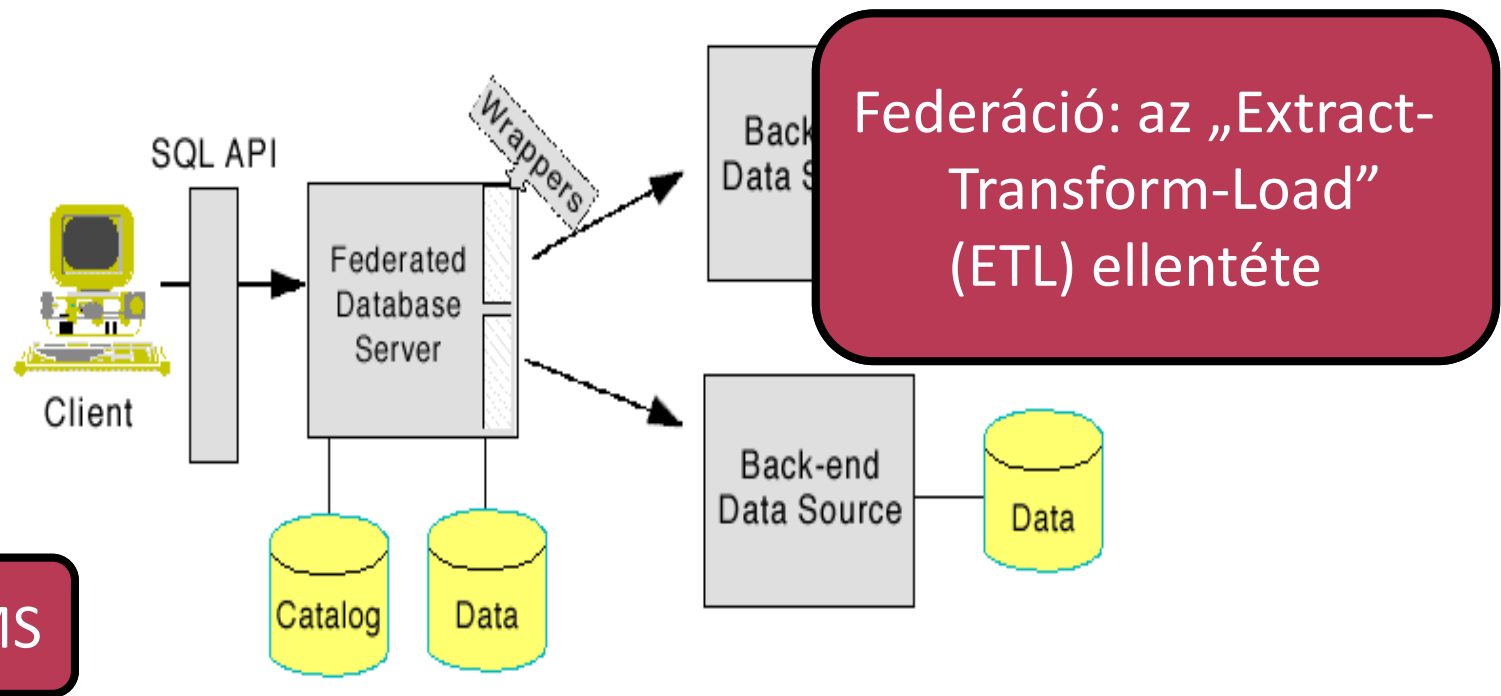 SQL API
Wrappers
Client
Federated
Database
Server
Catalog
Data
Back
Data S
Federáció: az „Extract-
Transform-Load”
(ETL) ellentéte
Back-end
Data Source
Data